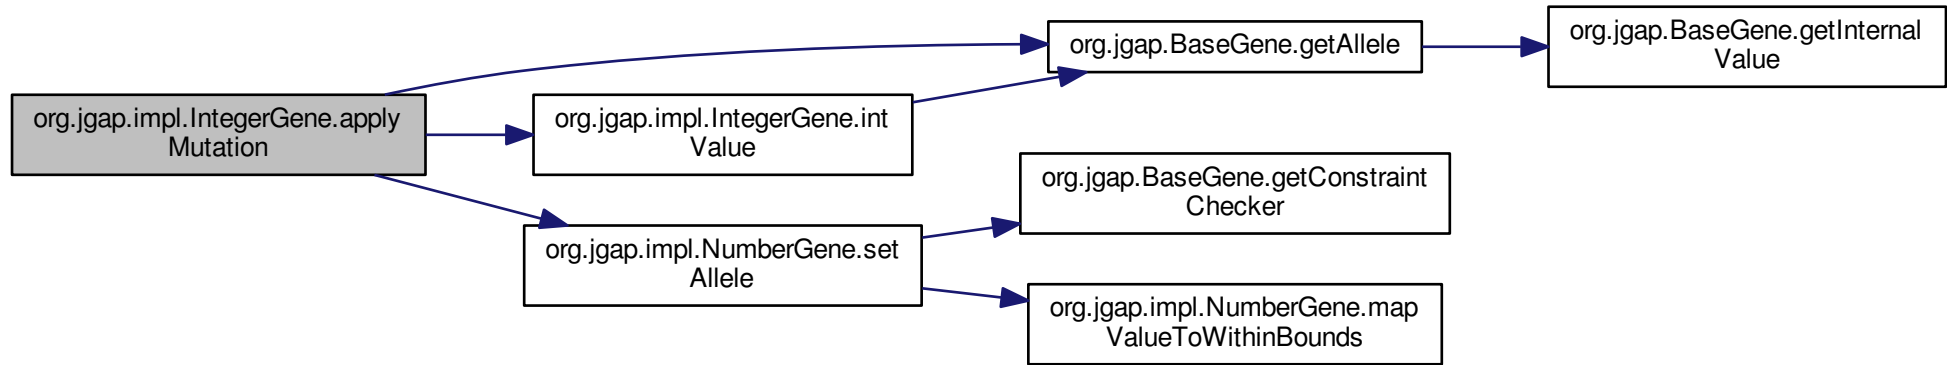 org.jgap.impl.IntegerGene.apply
Mutation
org.jgap.impl.IntegerGene.int
Value
org.jgap.impl.NumberGene.set
Allele
org.jgap.BaseGene.getAllele
org.jgap.BaseGene.getConstraint
Checker
org.jgap.impl.NumberGene.map
ValueToWithinBounds
org.jgap.BaseGene.getInternal
Value